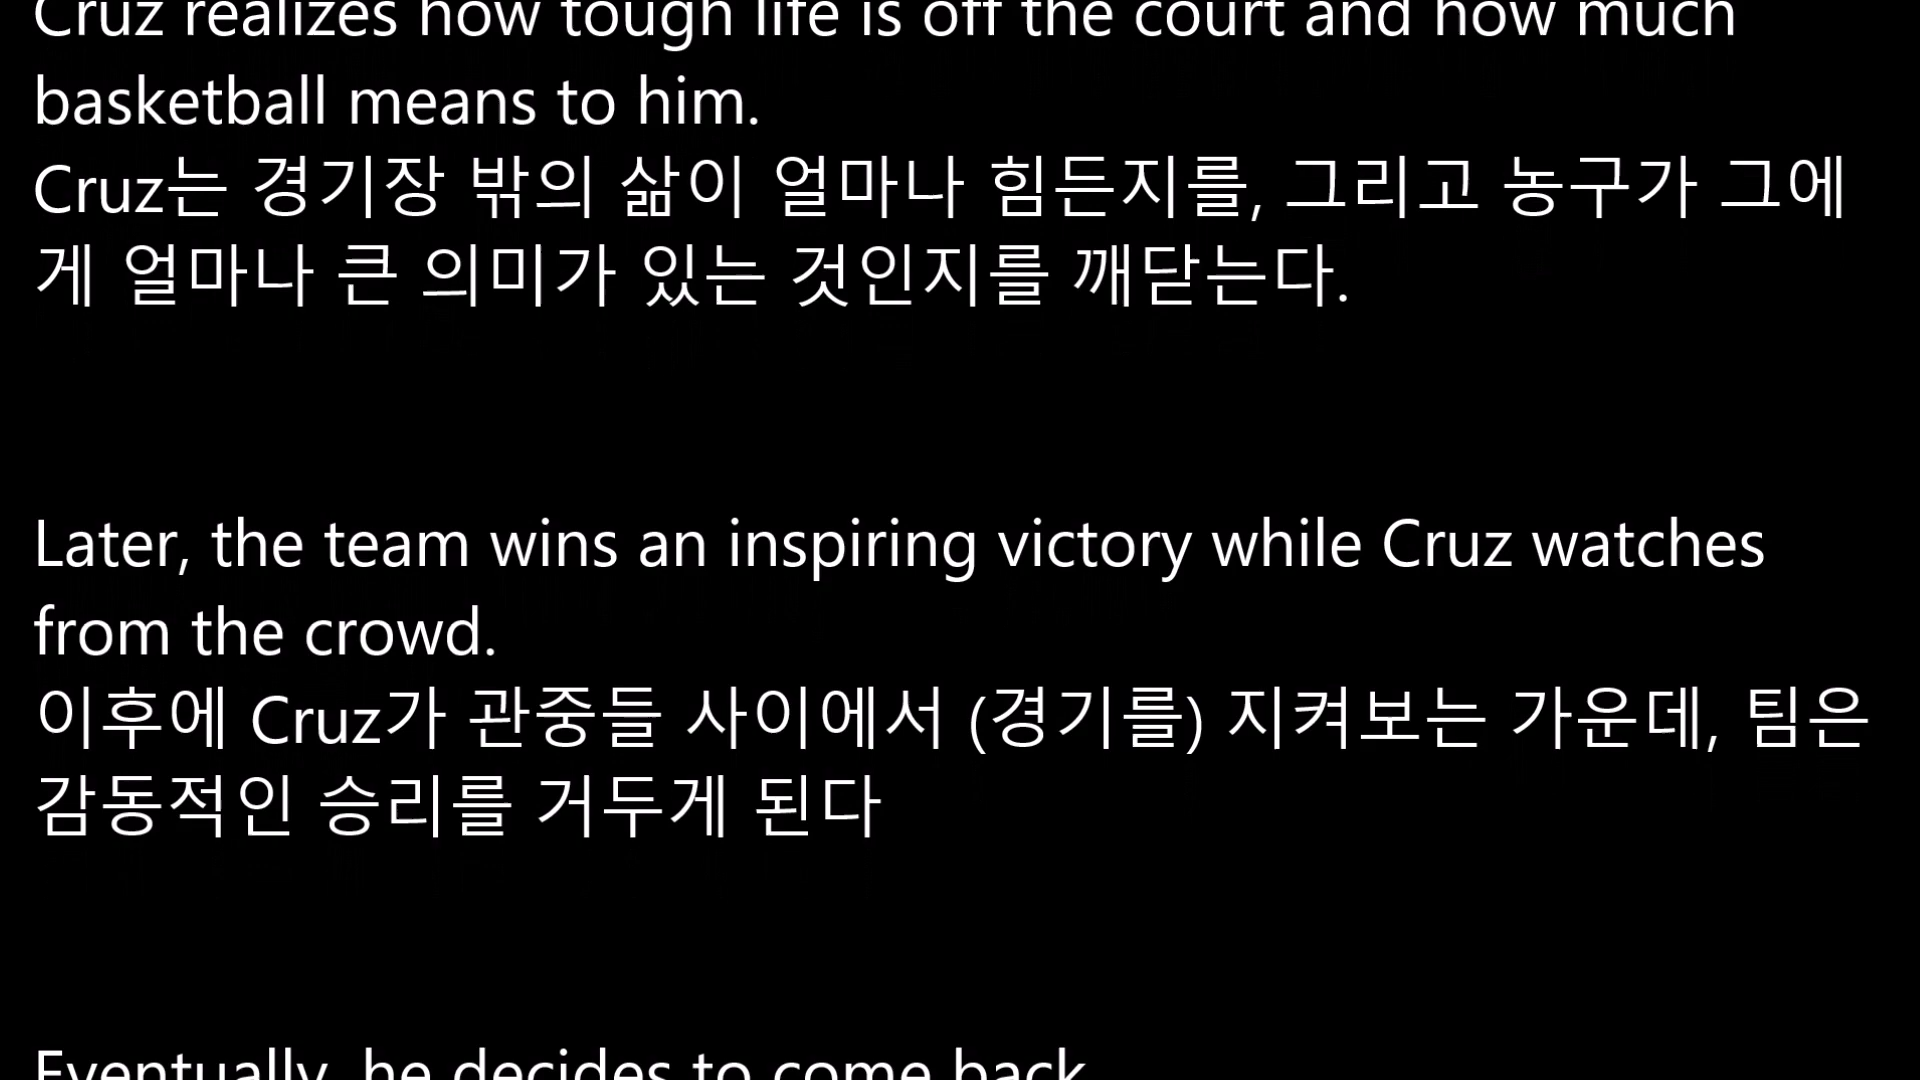 Cruz realizes how tough life is off the court and how much
basketball means to him.
Cruz는 경기장 밖의 삶이 얼마나 힘든지를, 그리고 농구가 그에
게 얼마나 큰 의미가 있는 것인지를 깨닫는다.
Later, the team wins an inspiring victory while Cruz watches
from the crowd.
이후에 Cruz가 관중들 사이에서 (경기를) 지켜보는 가운데, 팀은
감동적인 승리를 거두게 된다
Eventually, he decides to come back